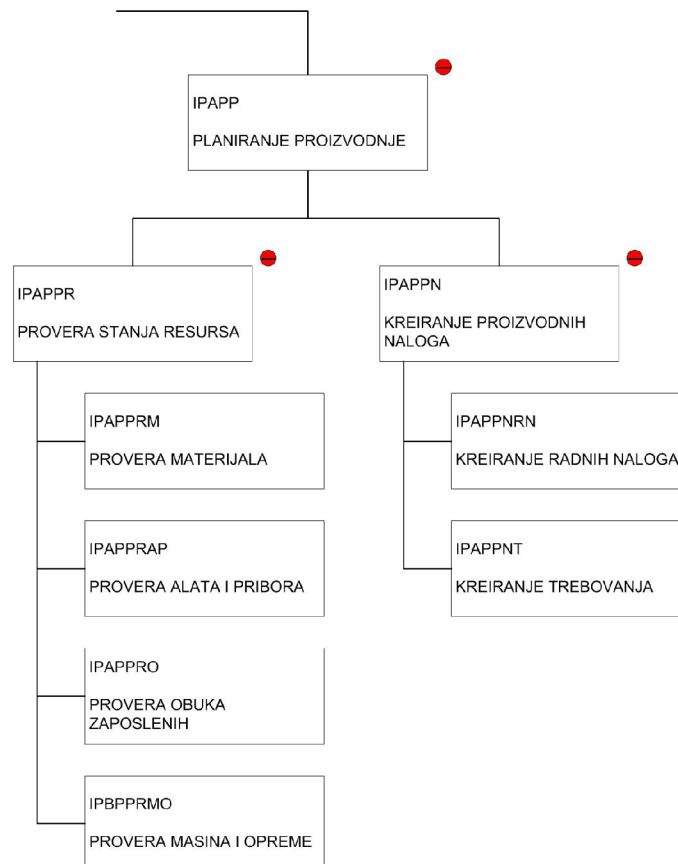 IPAPP
PLANIRANJE PROIZVODNJE
IPAPPR
PROVERA STANJA RESURSA
IPAPPN
KREIRANJE PROIZVODNIH
NALOGA
IPAPPRM
PROVERA MATERIJALA
IPAPPNRN
KREIRANJE RADNIH NALOGA
IPAPPRAP
PROVERA ALATA I PRIBORA
IPAPPNT
KREIRANJE TREBOVANJA
IPAPPRO
PROVERA OBUKA
ZAPOSLENIH
IPBPPRMO
PROVERA MASINA I OPREME